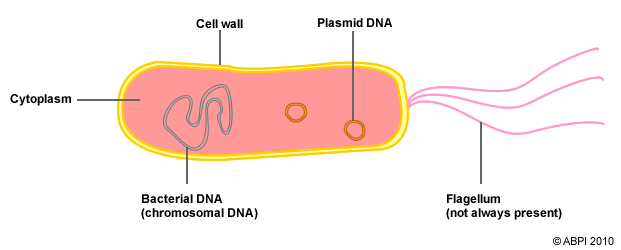 Cell wall
Plasmid DNA
Cytoplasm
Bacterial DNA
(chromosomal DNA)
Flagellum
(not always present)
© ABPI 2010